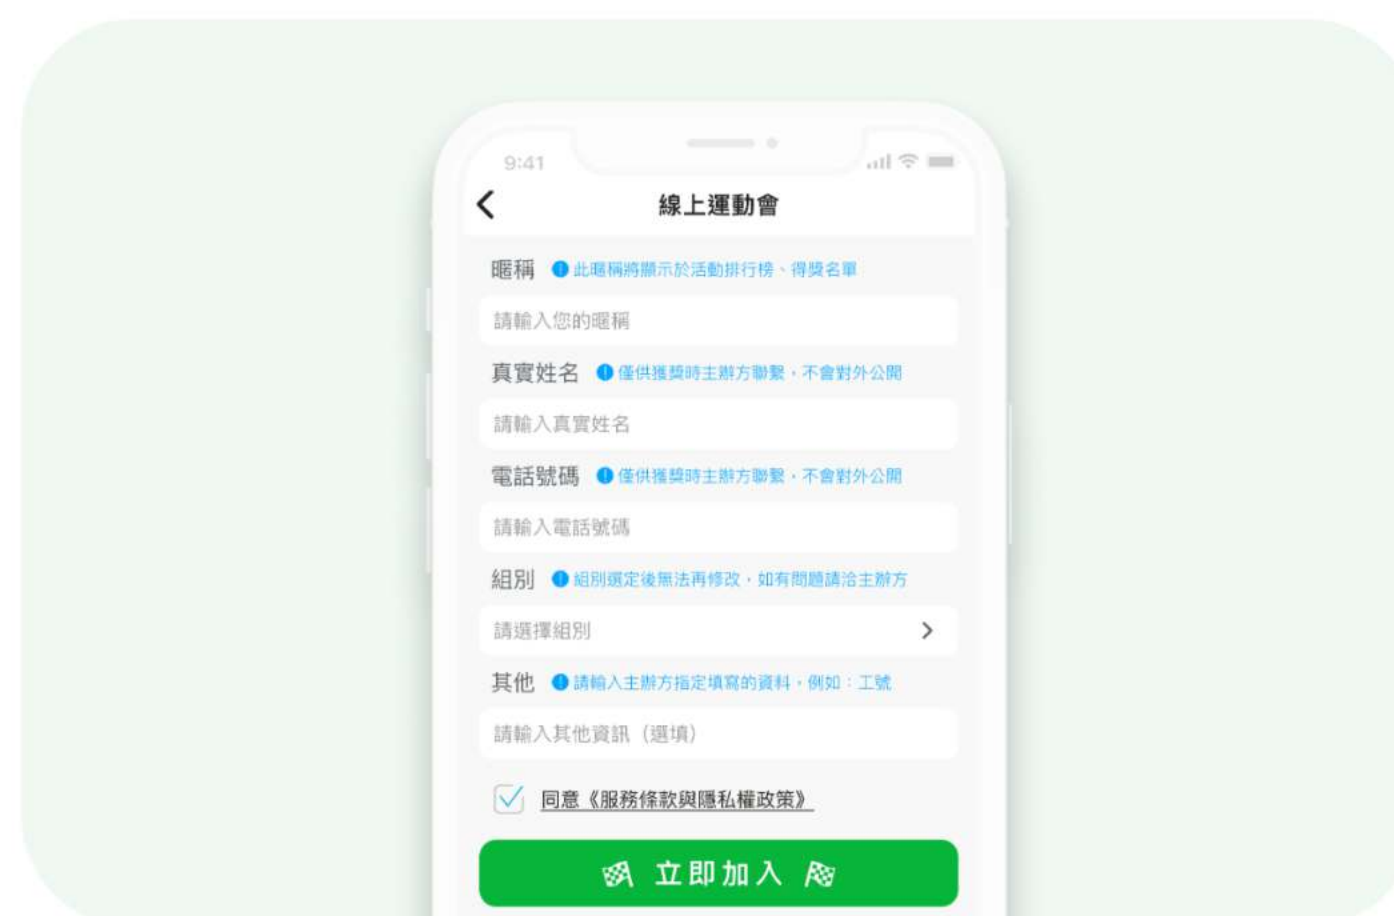 9:41
線上運動會
暱稱 此暱稱將顯示於活動排行榜、得獎名單
請輸入您的暱稱
真實姓名 僅供獲獎時主辦方聯繫，不會對外公開
請輸入真實姓名
電話號碼 僅供獲獎時主辦方聯繫，不會對外公開
請輸入電話號碼
組別 組別選定後無法再修改，如有問題請洽主辦方
請選擇組別
其他 請輸入主辦方指定填寫的資料，例如：工號
請輸入其他資訊（選填）
同意《服務條款與隱私權政策》
立即加入